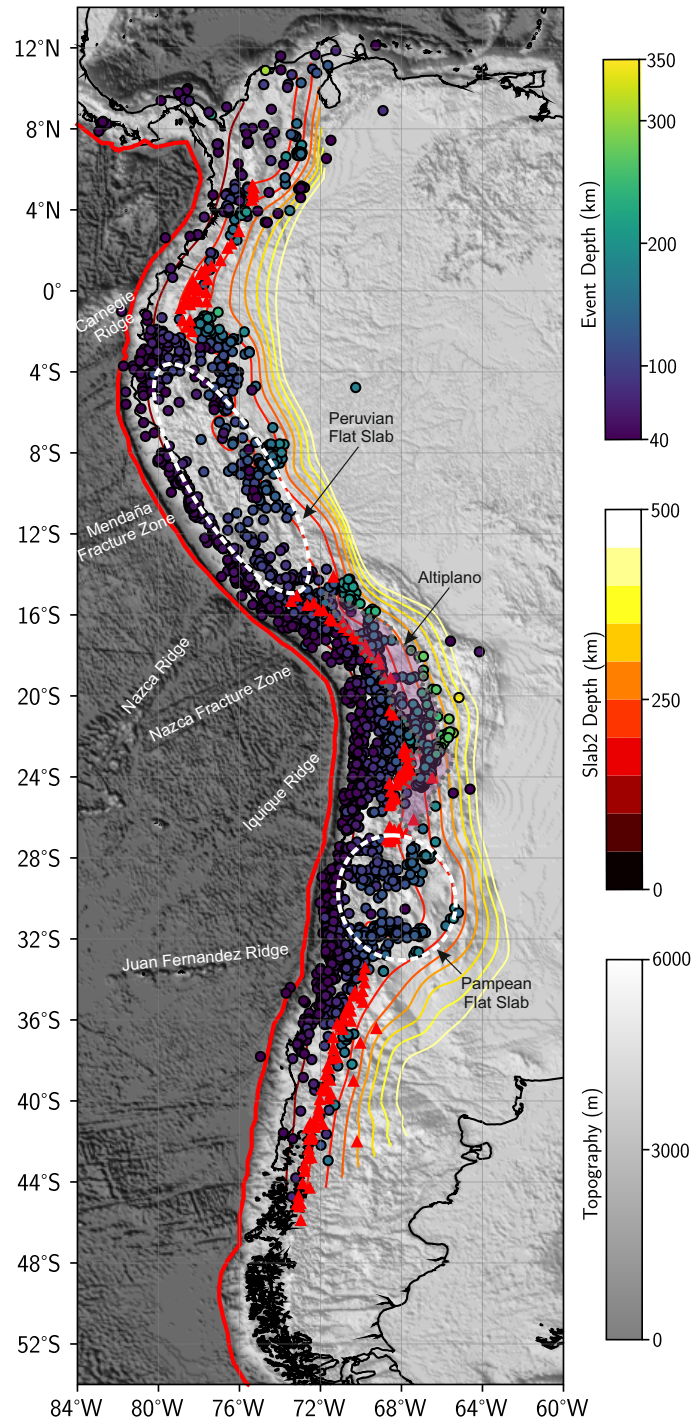 12°N
8°N
4°N
0°
4°S
8°S
12°S
16°S
20°S
24°S
28°S
32°S
36°S
40°S
44°S
48°S
52°S
84°W
80°W
76°W
72°W
68°W
64°W
60°W
Carnegie
Ridge
Peruvian
Flat Slab
Mendaña
Fracture Zone
Altiplano
Nazca Ridge
Nazca Fracture Zone
Iquique Ridge
Juan Fernandez Ridge
Pampean
Flat Slab
350
300
200
100
40
Event Depth (km)
500
250
0
Slab2 Depth (km)
6000
3000
0
Topography (m)